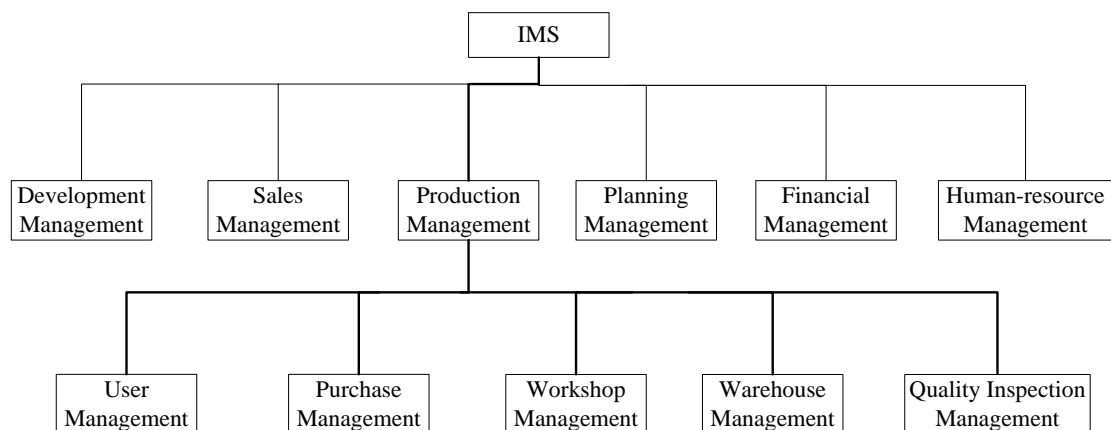 IMS
Development
Management
Sales
Management
Production
Management
Planning
Management
Financial
Management
Human-resource
Management
User
Management
Purchase
Management
Workshop
Management
Warehouse
Management
Quality Inspection
Management